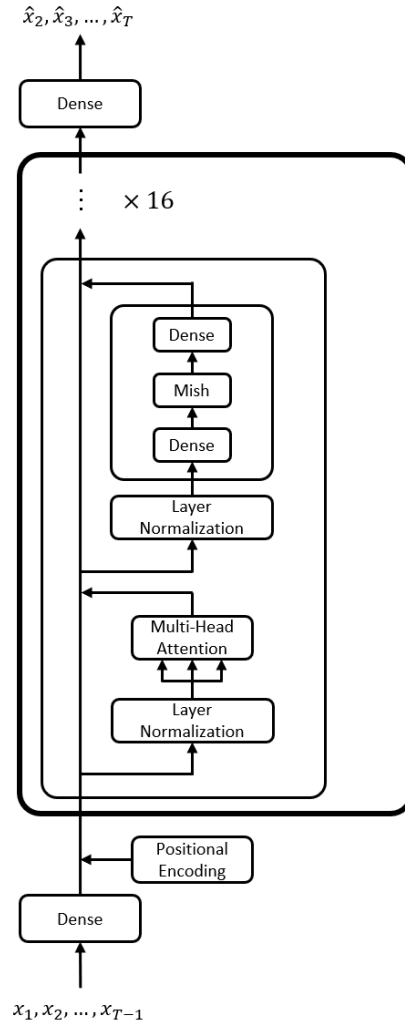 x̂₂, x̂₃, ..., x̂_T
Dense
⋮ × 16
Dense
Mish
Dense
Layer
Normalization
Multi-Head
Attention
Layer
Normalization
Positional
Encoding
Dense
x₁, x₂, ..., x_{T−1}